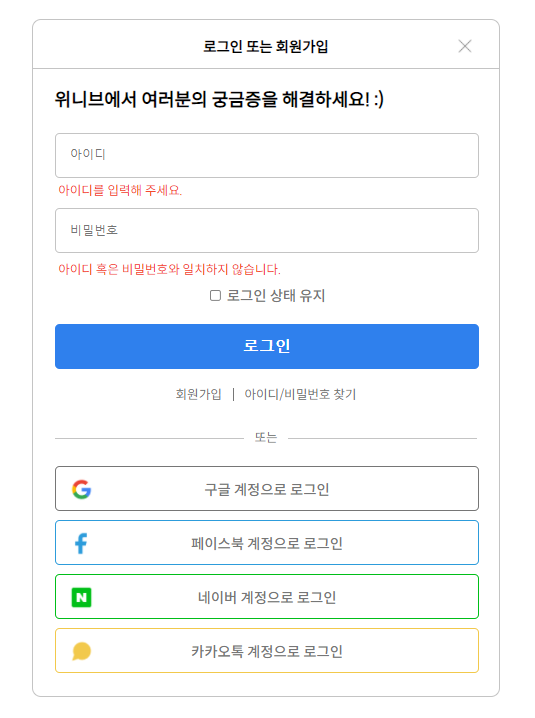 로그인 또는 회원가입
위니브에서 여러분의 궁금증을 해결하세요! :)
아이디
아이디를 입력해 주세요.
비밀번호
아이디 혹은 비밀번호와 일치하지 않습니다.
로그인 상태 유지
로그인
회원가입 | 아이디/비밀번호 찾기
또는
구글 계정으로 로그인
페이스북 계정으로 로그인
네이버 계정으로 로그인
카카오톡 계정으로 로그인